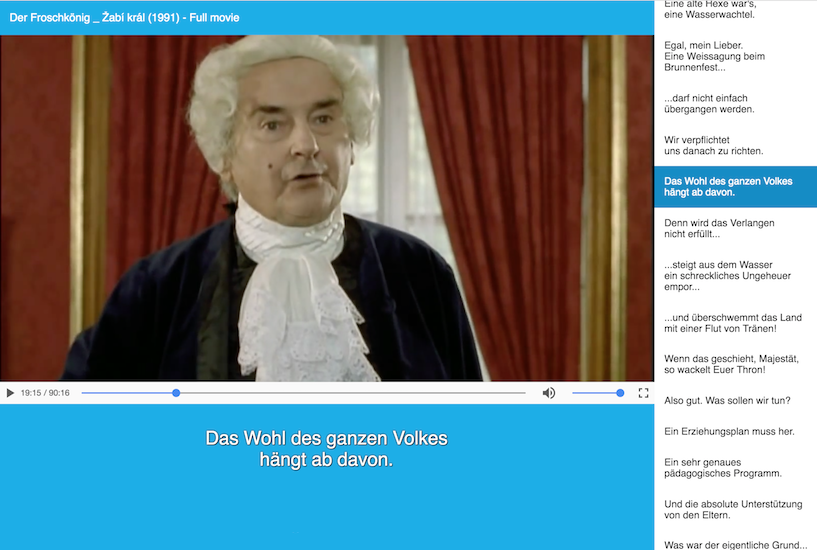 Der Froschkönig _ Žabí král (1991) - Full movie
19:15 / 90:16
Das Wohl des ganzen Volkes
hängt ab davon.
Eine alte Hexe war's,
eine Wasserwachtel.
Egal, mein Lieber.
Eine Weissagung beim
Brunnenfest...
...darf nicht einfach
übergangen werden.
Wir verpflichtet
uns danach zu richten.
Das Wohl des ganzen Volkes
hängt ab davon.
Denn wird das Verlangen
nicht erfüllt...
...steigt aus dem Wasser
ein schreckliches Ungeheuer
empor...
...und überschwemmt das Land
mit einer Flut von Tränen!
Wenn das geschieht, Majestät,
so wackelt Euer Thron!
Also gut. Was sollen wir tun?
Ein Erziehungsplan muss her.
Ein sehr genaues
pädagogisches Programm.
Und die absolute Unterstützung
von den Eltern.
Was war der eigentliche Grund...